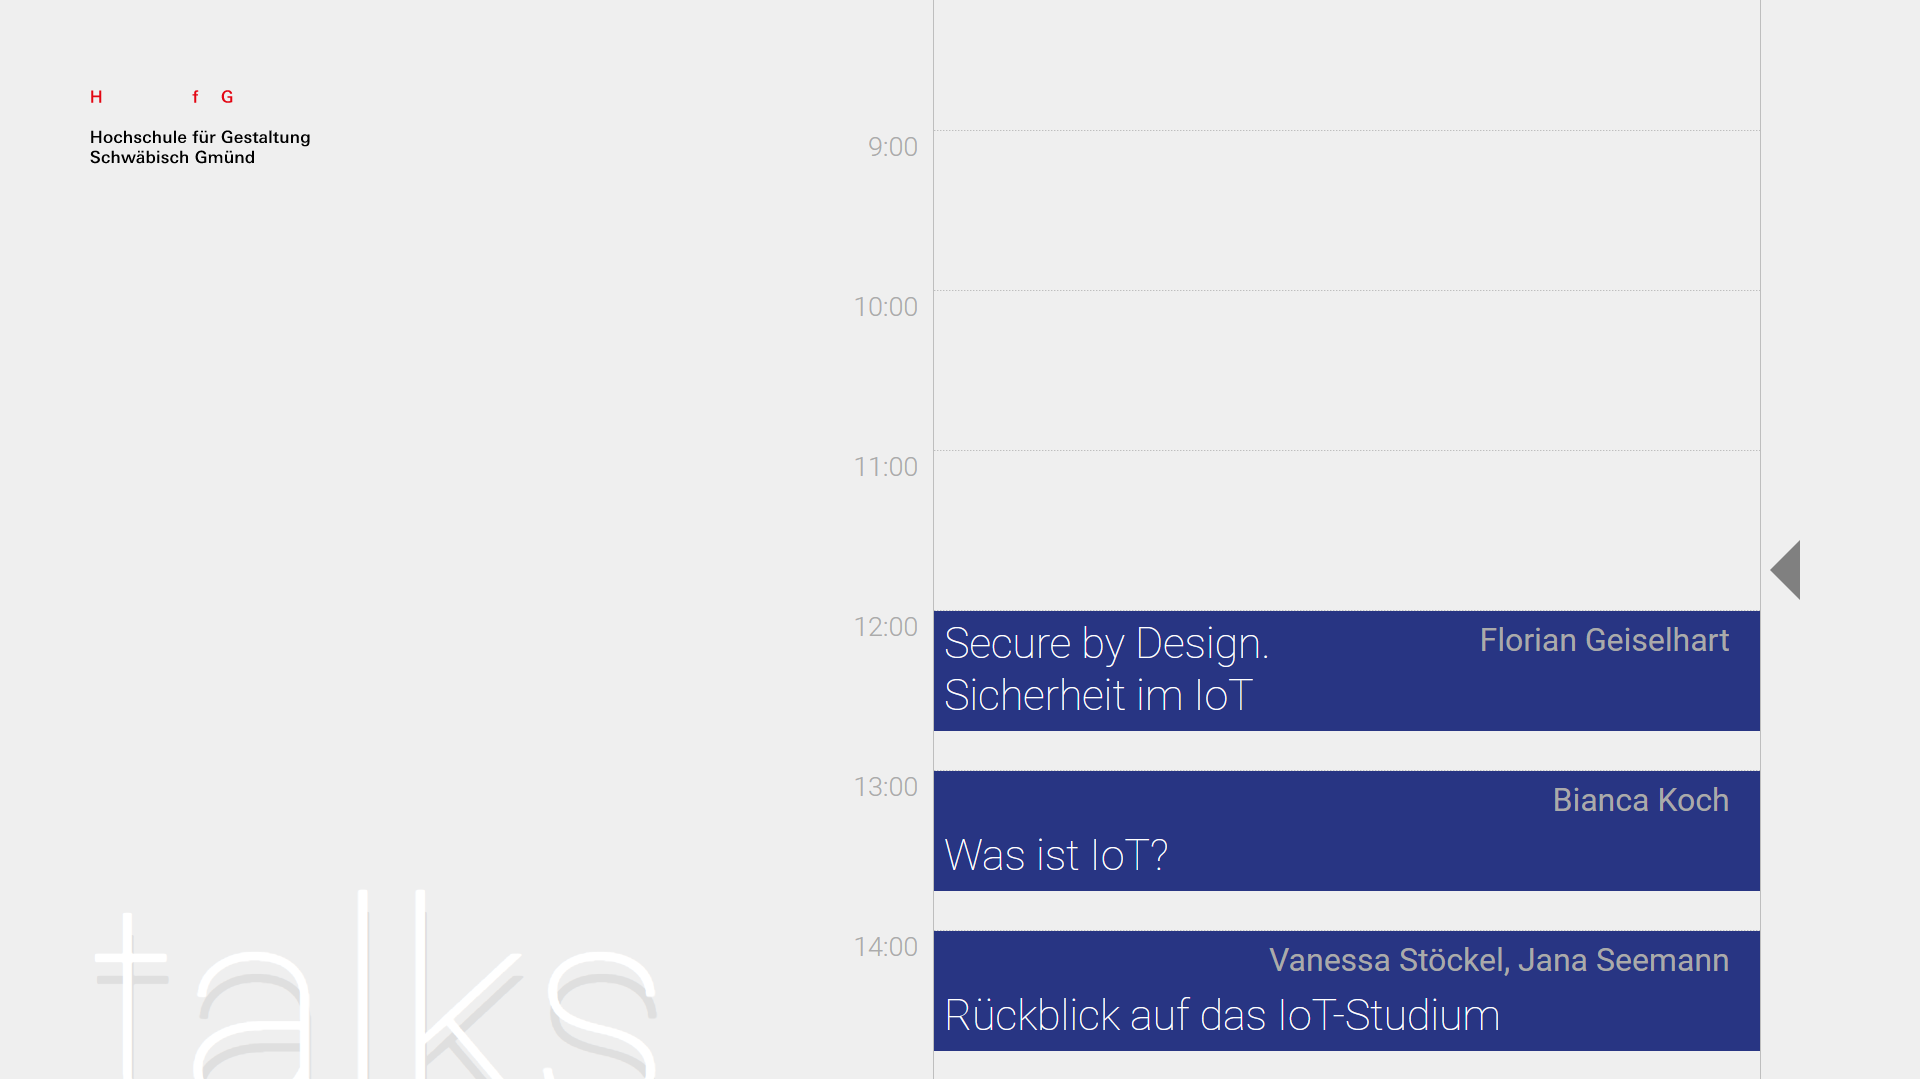 H f G
Hochschule für Gestaltung
Schwäbisch Gmünd
talks
9:00
10:00
11:00
12:00
Secure by Design.
Sicherheit im IoT
Florian Geiselhart
13:00
Bianca Koch
Was ist IoT?
14:00
Vanessa Stöckel, Jana Seemann
Rückblick auf das IoT-Studium